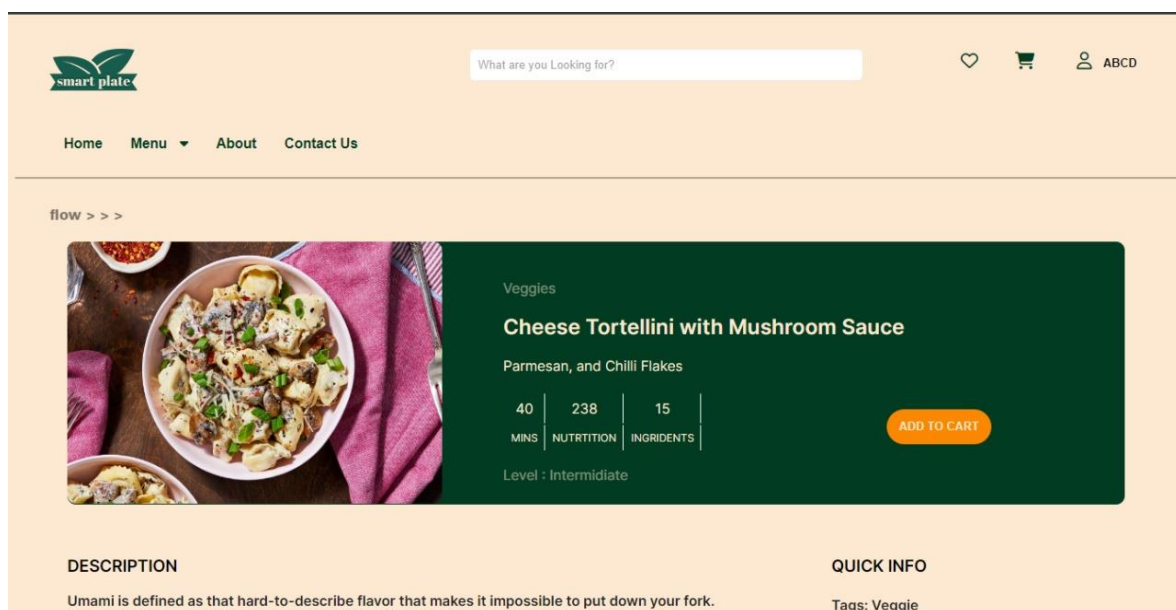 smart plate
What are you Looking for?
ABCD
Home Menu About Contact Us
flow > > >
Veggies
Cheese Tortellini with Mushroom Sauce
Parmesan, and Chilli Flakes
40 238 15
MINS NUTRTITION INGRIDENTS
ADD TO CART
Level : Intermidiate
DESCRIPTION
Umami is defined as that hard-to-describe flavor that makes it impossible to put down your fork.
QUICK INFO
Tags: Veggie